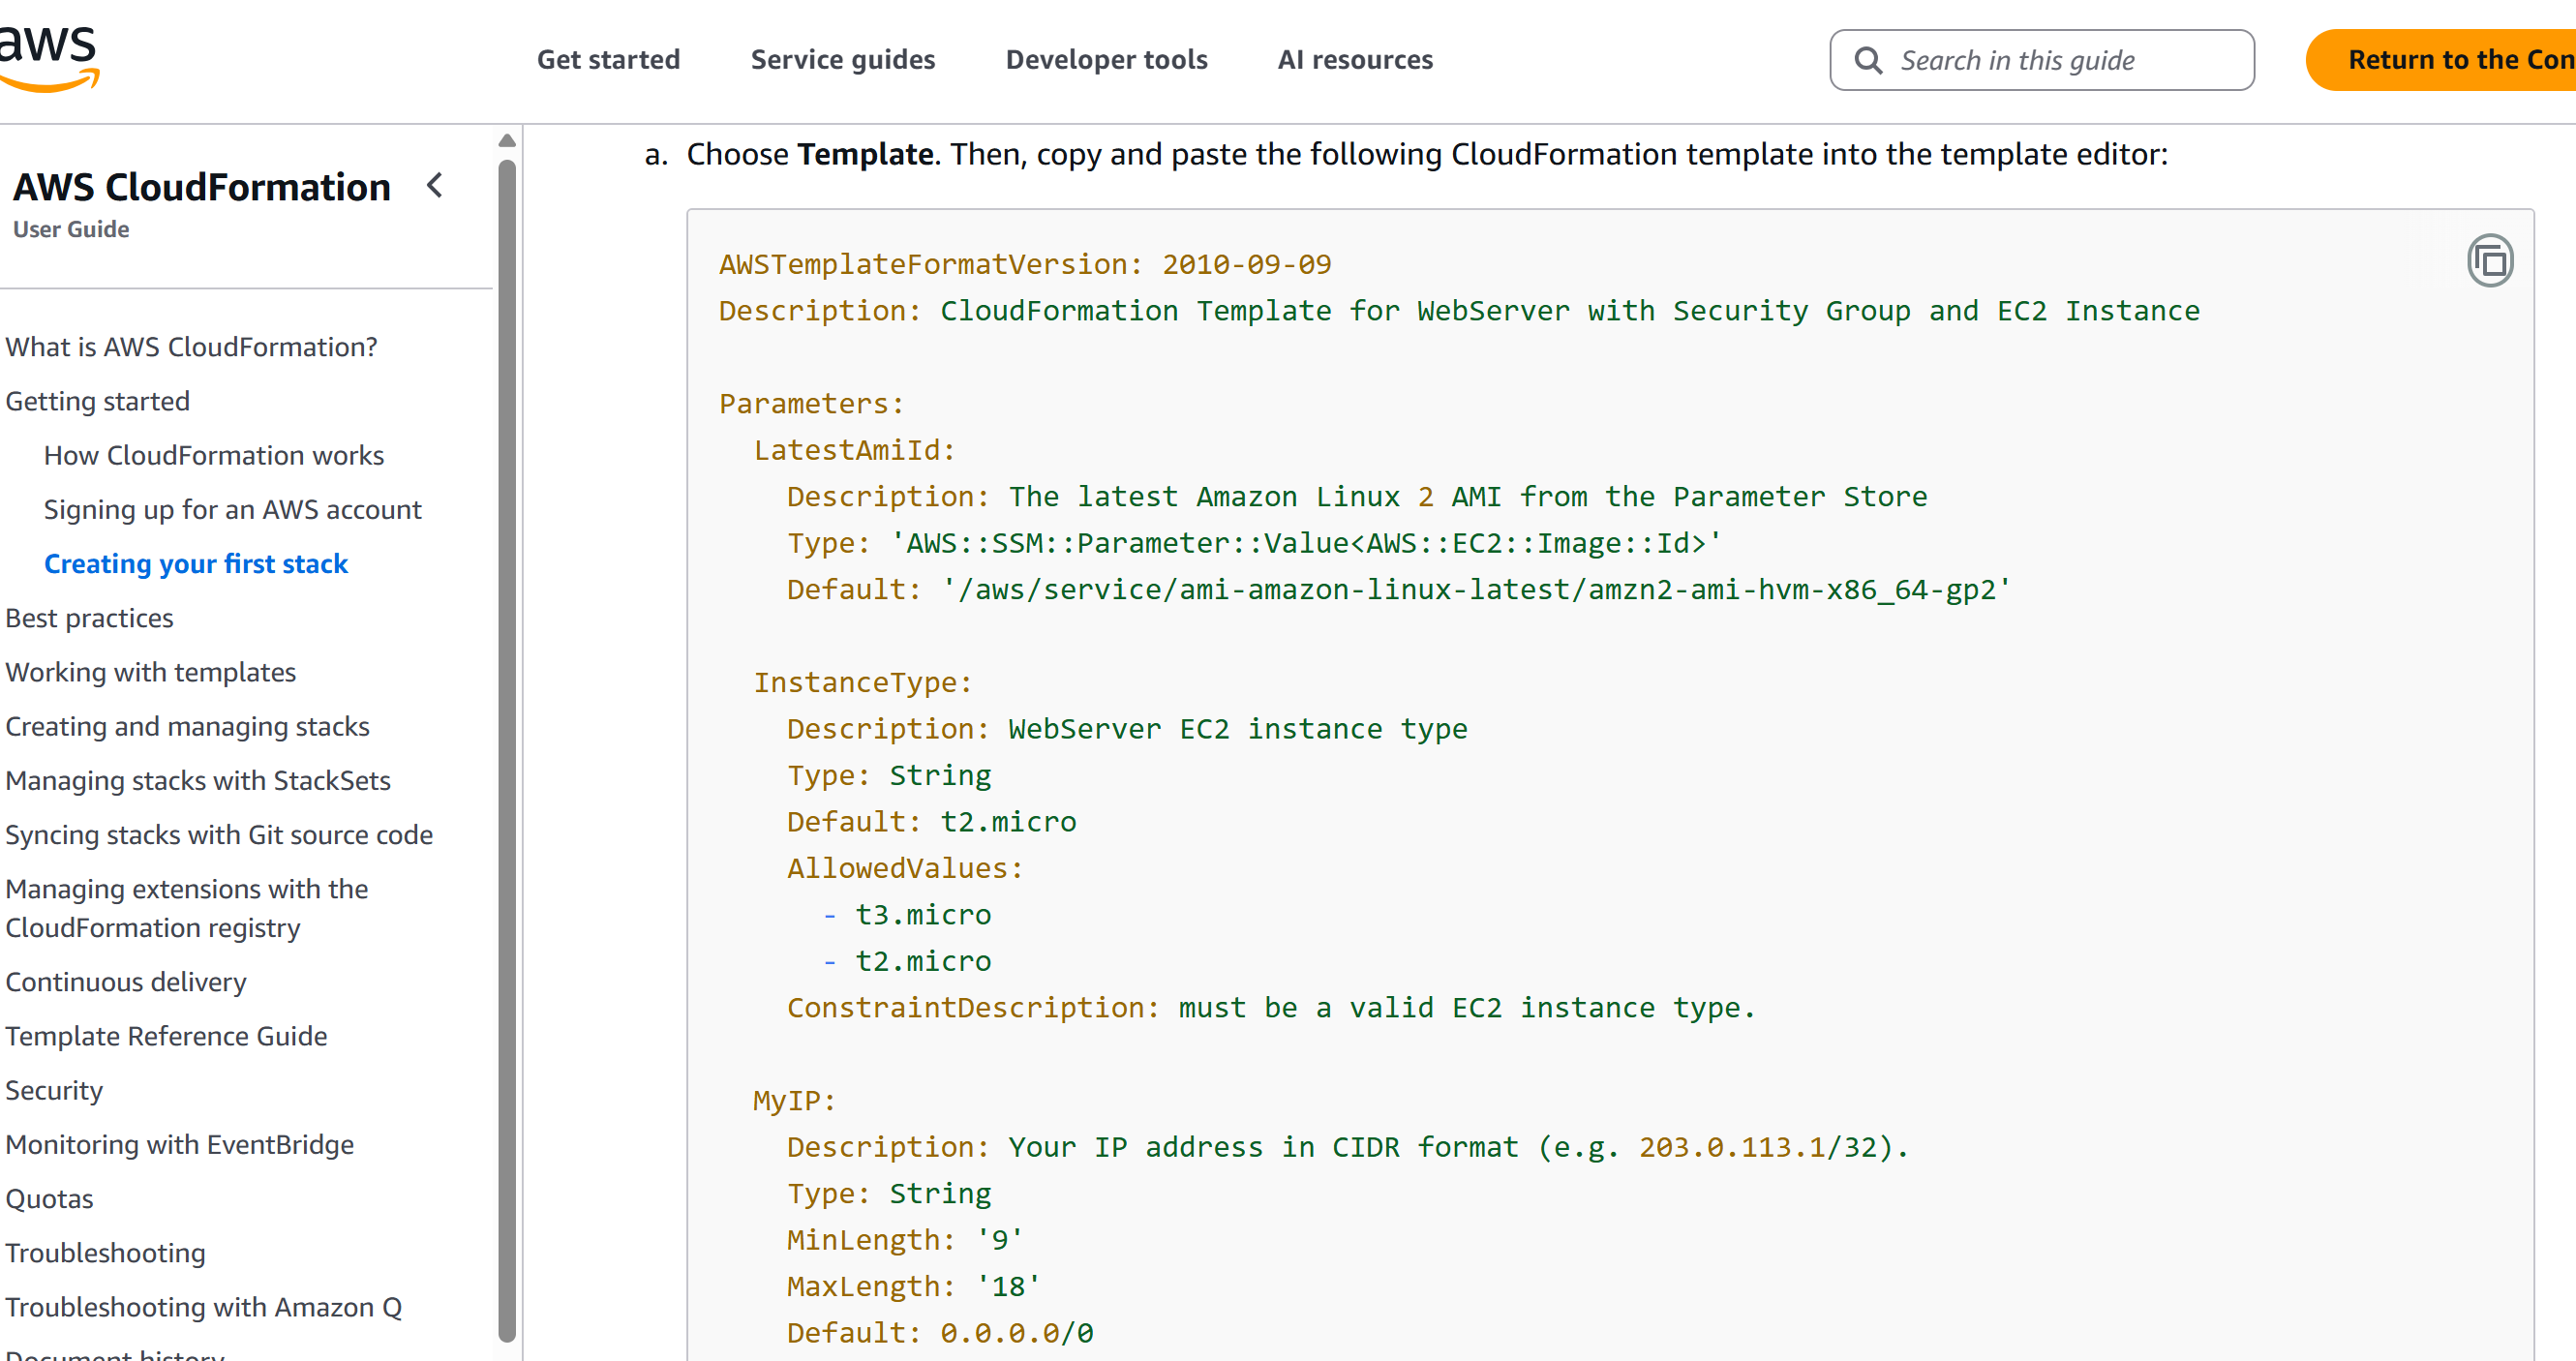 aws
Get started
Service guides
Developer tools
AI resources
Search in this guide
Return to the Con
AWS CloudFormation
User Guide
What is AWS CloudFormation?
Getting started
How CloudFormation works
Signing up for an AWS account
Creating your first stack
Best practices
Working with templates
Creating and managing stacks
Managing stacks with StackSets
Syncing stacks with Git source code
Managing extensions with the
CloudFormation registry
Continuous delivery
Template Reference Guide
Security
Monitoring with EventBridge
Quotas
Troubleshooting
Troubleshooting with Amazon Q
Document history
a. Choose Template. Then, copy and paste the following CloudFormation template into the template editor:
AWSTemplateFormatVersion: 2010-09-09
Description: CloudFormation Template for WebServer with Security Group and EC2 Instance
Parameters:
LatestAmiId:
Description: The latest Amazon Linux 2 AMI from the Parameter Store
Type: 'AWS::SSM::Parameter::Value<AWS::EC2::Image::Id>'
Default: '/aws/service/ami-amazon-linux-latest/amzn2-ami-hvm-x86_64-gp2'
InstanceType:
Description: WebServer EC2 instance type
Type: String
Default: t2.micro
AllowedValues:
- t3.micro
- t2.micro
ConstraintDescription: must be a valid EC2 instance type.
MyIP:
Description: Your IP address in CIDR format (e.g. 203.0.113.1/32).
Type: String
MinLength: '9'
MaxLength: '18'
Default: 0.0.0.0/0